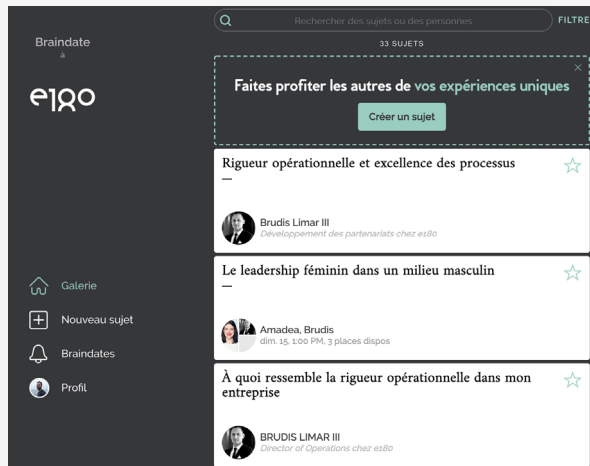 Braindate
à
e180
Galerie
Nouveau sujet
Braindates
Profil
Rechercher des sujets ou des personnes
FILTRE
33 SUJETS
Faites profiter les autres de vos expériences uniques
Créer un sujet
Rigueur opérationnelle et excellence des processus
Brudis Limar III
Développement des partenariats chez e180
Le leadership féminin dans un milieu masculin
Amadea, Brudis
dim. 15, 1:00 PM, 3 places dispos
À quoi ressemble la rigueur opérationnelle dans mon
entreprise
BRUDIS LIMAR III
Director of Operations chez e180